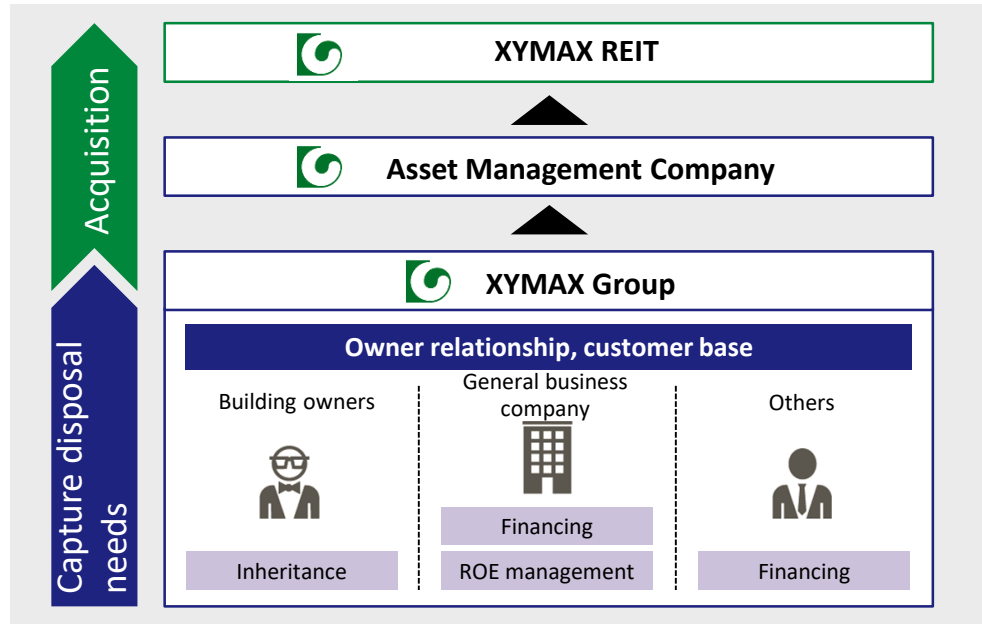 XYMAX REIT
Asset Management Company
Acquisition
XYMAX Group
Capture disposal
needs
Owner relationship, customer base
Building owners
General business
company
Others
Financing
Inheritance
ROE management
Financing